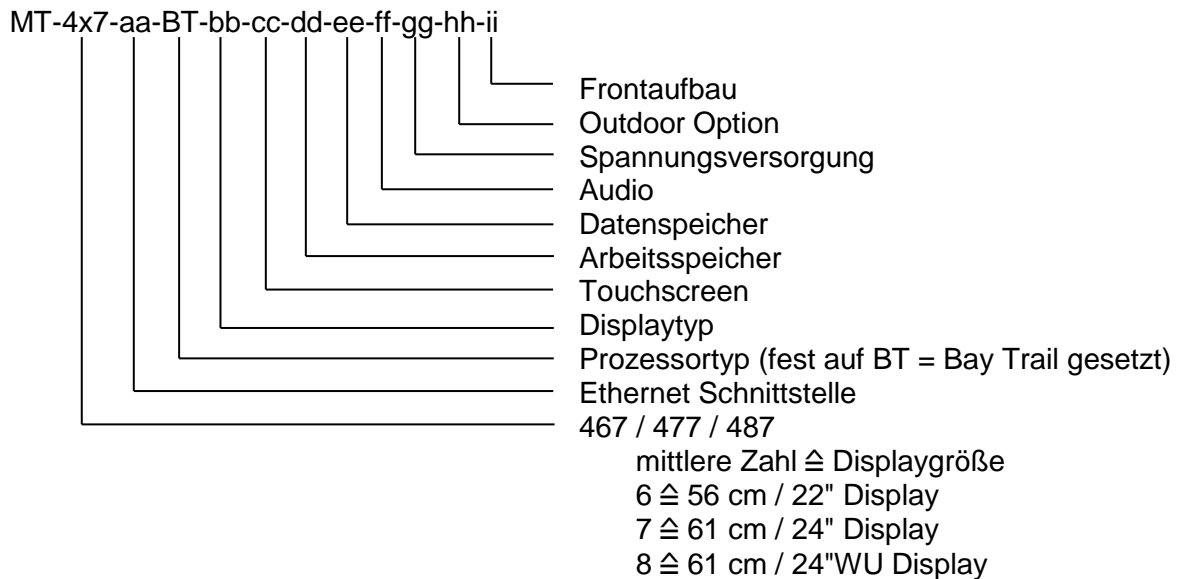 MT-4x7-aa-BT-bb-cc-dd-ee-ff-gg-hh-ii
Frontaufbau
Outdoor Option
Spannungsversorgung
Audio
Datenspeicher
Arbeitsspeicher
Touchscreen
Displaytyp
Prozessortyp (fest auf BT = Bay Trail gesetzt)
Ethernet Schnittstelle
467 / 477 / 487
mittlere Zahl ≙ Displaygröße
6 ≙ 56 cm / 22" Display
7 ≙ 61 cm / 24" Display
8 ≙ 61 cm / 24"WU Display